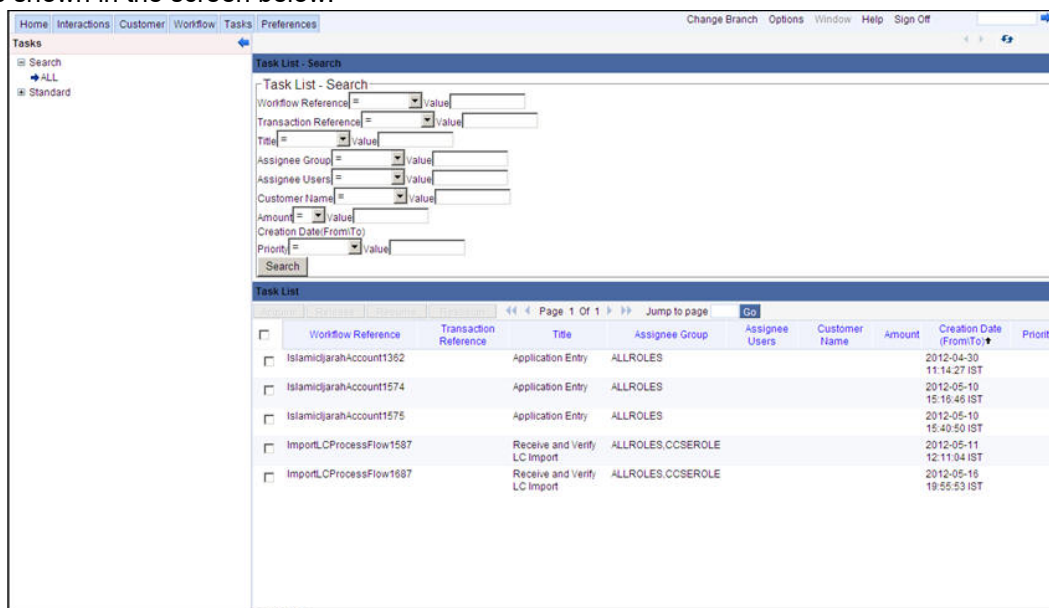 shown in the screen below.
Home Interactions Customer Workflow Tasks Preferences
Change Branch Options Window Help Sign Off
Tasks
Search
ALL
Standard
Task List - Search
Task List - Search
Workflow Reference = Value
Transaction Reference = Value
Title = Value
Assignee Group = Value
Assignee Users = Value
Customer Name = Value
Amount = Value
Creation Date(From\To)
Priority = Value
Search
Task List
Page 1 Of 1 Jump to page Go
Workflow Reference Transaction Reference Title Assignee Group Assignee Users Customer Name Amount Creation Date (From\To)
IslamicIjarahAccount1362 Application Entry ALLROLES 2012-04-30 11:14:27 IST
IslamicIjarahAccount1574 Application Entry ALLROLES 2012-05-10 15:16:46 IST
IslamicIjarahAccount1575 Application Entry ALLROLES 2012-05-10 15:40:50 IST
ImportLCProcessFlow1587 Receive and Verify LC Import ALLROLES,CCSEROLE 2012-05-11 12:11:04 IST
ImportLCProcessFlow1687 Receive and Verify LC Import ALLROLES,CCSEROLE 2012-05-16 19:55:53 IST